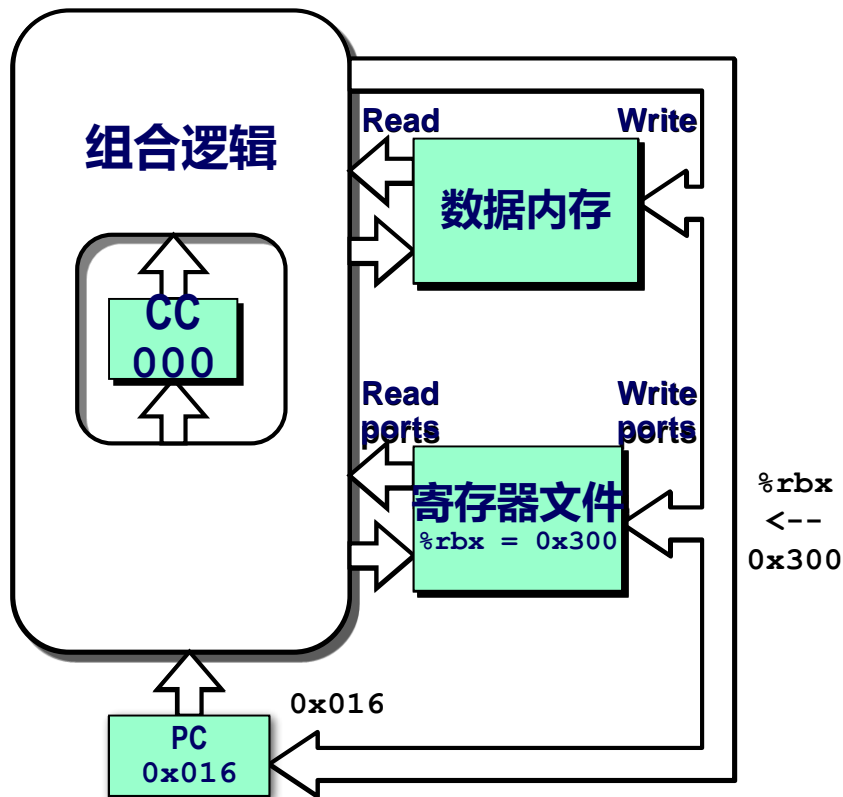 组合逻辑
CC
000
Read
Write
数据内存
Read
ports
Write
ports
寄存器文件
%rbx = 0x300
%rbx
<--
0x300
0x016
PC
0x016